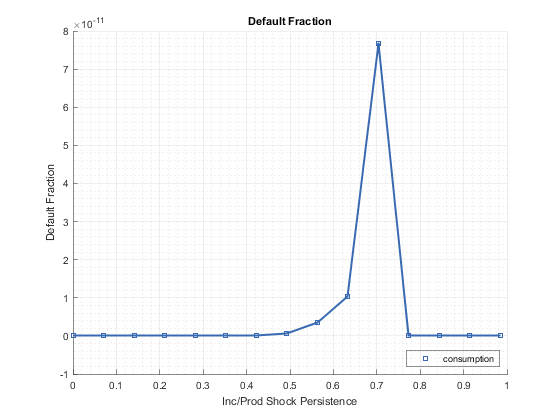 Default Fraction
×10⁻¹¹
8
7
6
5
4
3
2
1
0
-1
Default Fraction
0 0.1 0.2 0.3 0.4 0.5 0.6 0.7 0.8 0.9 1
Inc/Prod Shock Persistence
consumption